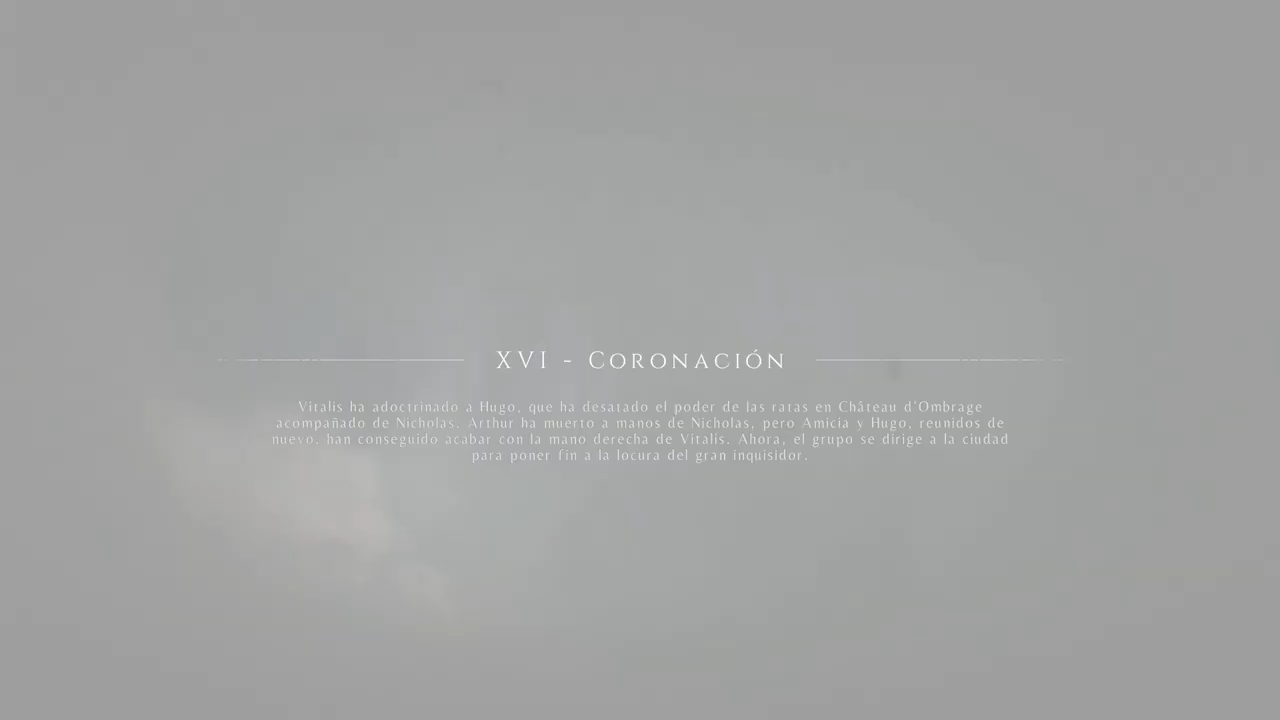 XVI - Coronación
Vitalis ha adoctrinado a Hugo, que ha desatado el poder de las ratas en Château d'Ombrage
acompañado de Nicholas. Arthur ha muerto a manos de Nicholas, pero Amicia y Hugo, reunidos de
nuevo, han conseguido acabar con la mano derecha de Vitalis. Ahora, el grupo se dirige a la ciudad
para poner fin a la locura del gran inquisidor.